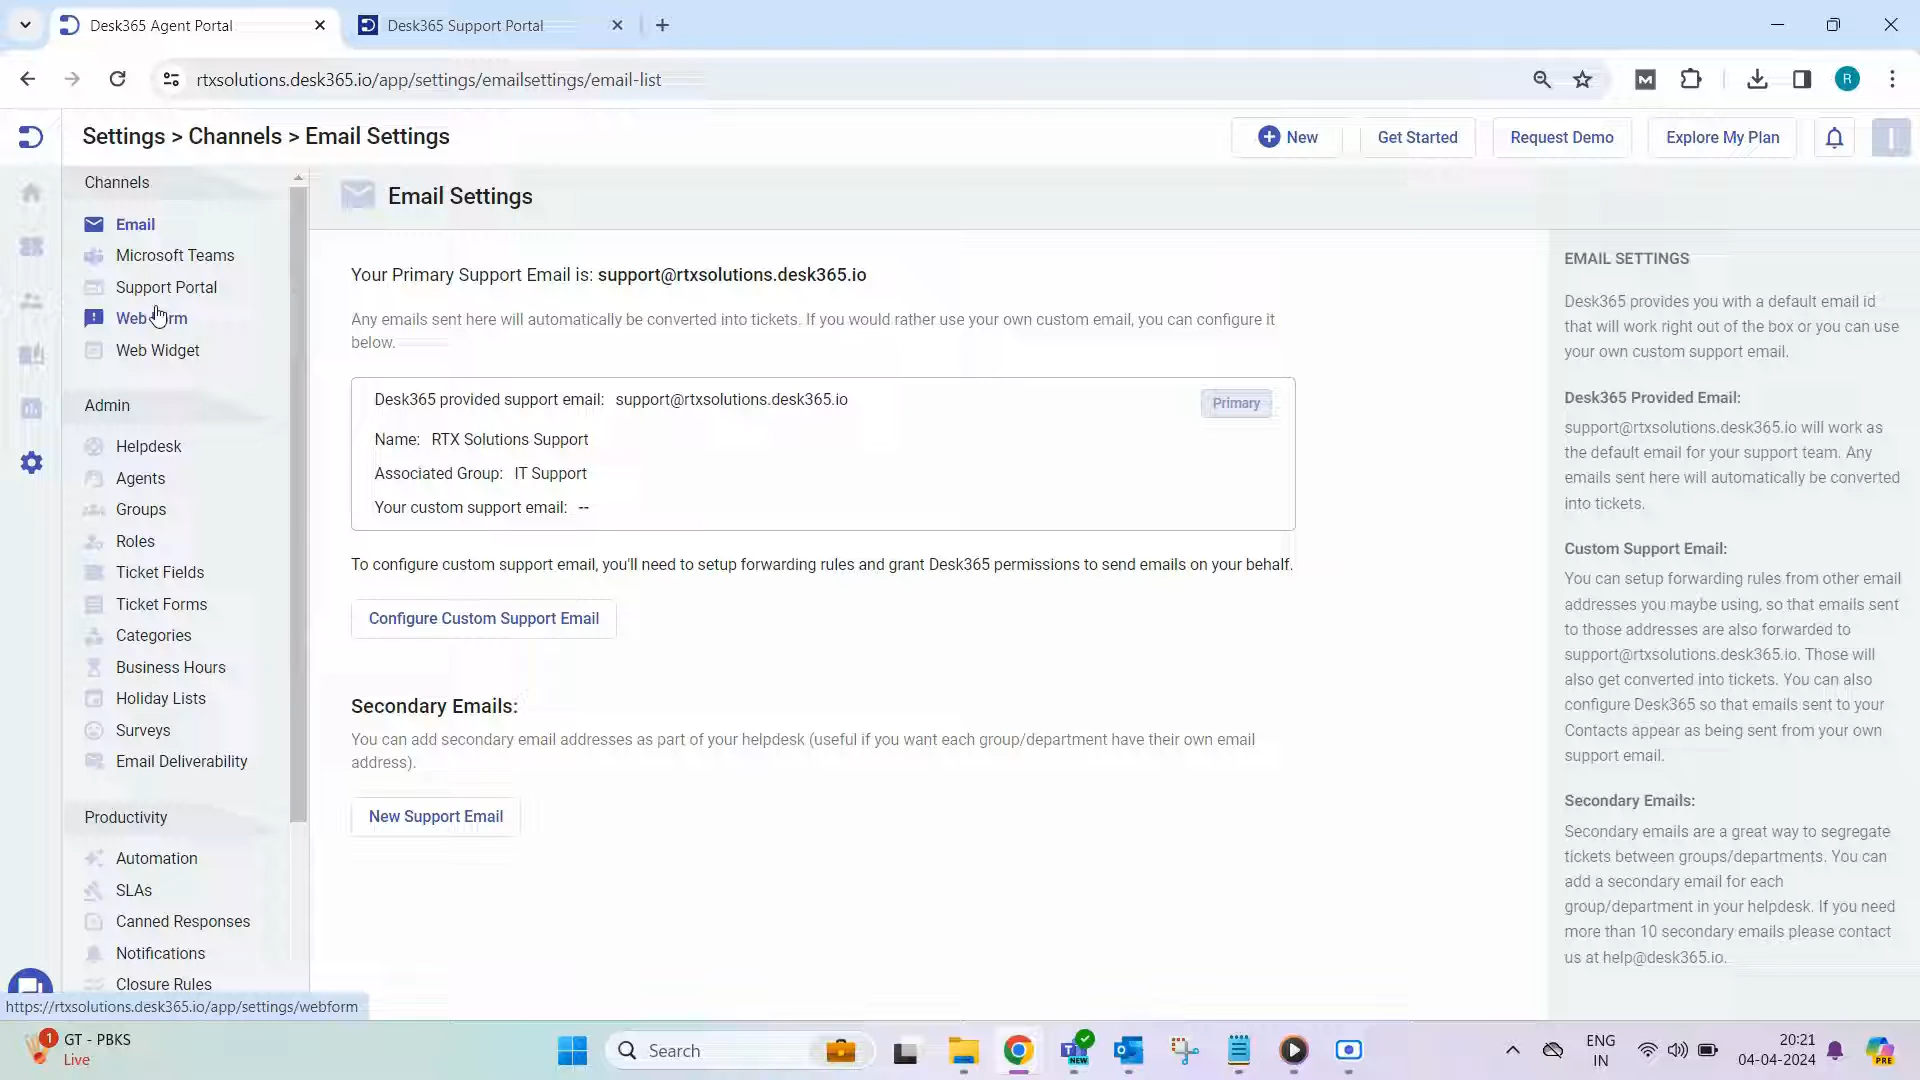 Desk365 Agent Portal
Desk365 Support Portal
rtxsolutions.desk365.io/app/settings/emailsettings/email-list
M
R
Settings > Channels > Email Settings
New
Get Started
Request Demo
Explore My Plan
Channels
Email
Microsoft Teams
Support Portal
Web Form
Web Widget
Admin
Helpdesk
Agents
Groups
Roles
Ticket Fields
Ticket Forms
Categories
Business Hours
Holiday Lists
Surveys
Email Deliverability
Productivity
Automation
SLAs
Canned Responses
Notifications
Closure Rules
Email Settings
Your Primary Support Email is: support@rtxsolutions.desk365.io
Any emails sent here will automatically be converted into tickets. If you would rather use your own custom email, you can configure it
below.
Desk365 provided support email: support@rtxsolutions.desk365.io
Primary
Name: RTX Solutions Support
Associated Group: IT Support
Your custom support email: --
To configure custom support email, you'll need to setup forwarding rules and grant Desk365 permissions to send emails on your behalf.
Configure Custom Support Email
Secondary Emails:
You can add secondary email addresses as part of your helpdesk (useful if you want each group/department have their own email
address).
New Support Email
EMAIL SETTINGS
Desk365 provides you with a default email id
that will work right out of the box or you can use
your own custom support email.
Desk365 Provided Email:
support@rtxsolutions.desk365.io will work as
the default email for your support team. Any
emails sent here will automatically be converted
into tickets.
Custom Support Email:
You can setup forwarding rules from other email
addresses you maybe using, so that emails sent
to those addresses are also forwarded to
support@rtxsolutions.desk365.io. Those will
also get converted into tickets. You can also
configure Desk365 so that emails sent to your
Contacts appear as being sent from your own
support email.
Secondary Emails:
Secondary emails are a great way to segregate
tickets between groups/departments. You can
add a secondary email for each
group/department in your helpdesk. If you need
more than 10 secondary emails please contact
us at help@desk365.io.
https://rtxsolutions.desk365.io/app/settings/webform
1
GT - PBKS
Live
Search
NEW
ENG
IN
20:21
04-04-2024
PRE